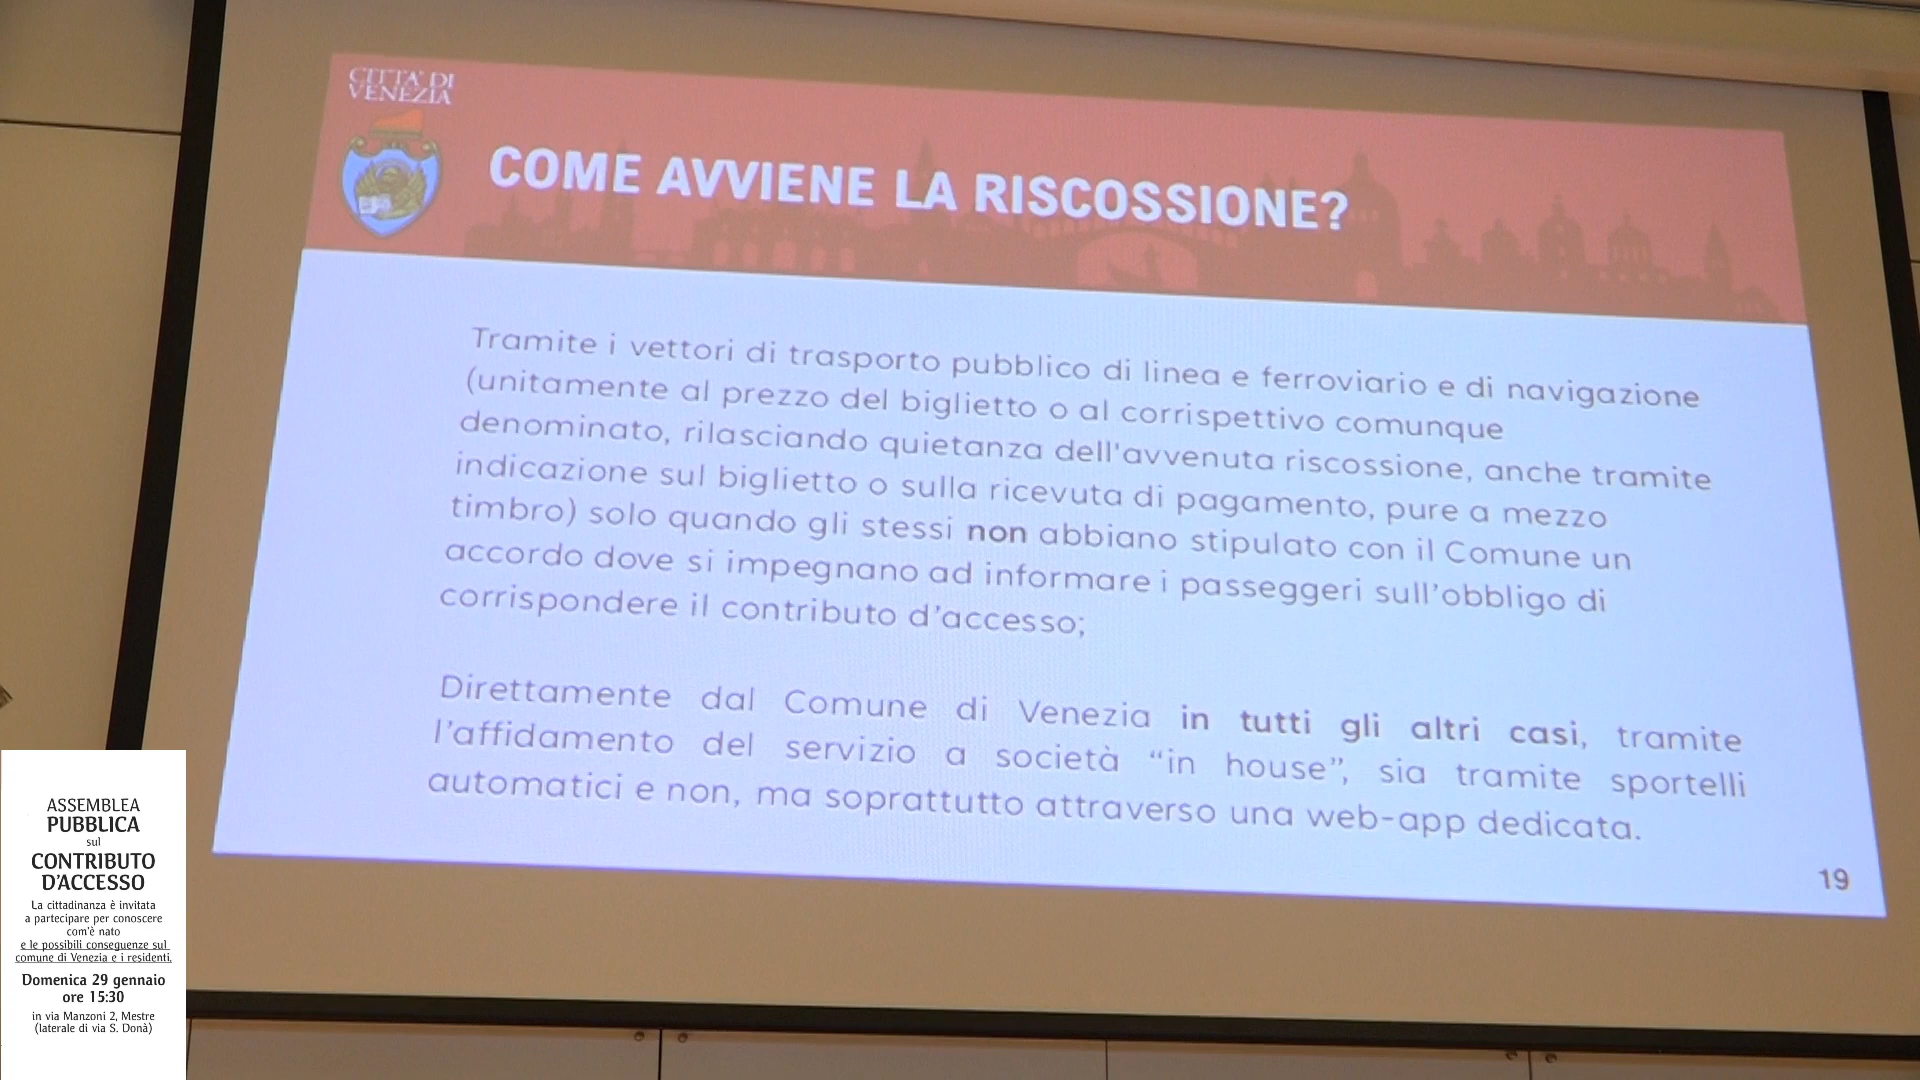 CITTA' DI
VENEZIA
COME AVVIENE LA RISCOSSIONE?
Tramite i vettori di trasporto pubblico di linea e ferroviario e di navigazione
(unitamente al prezzo del biglietto o al corrispettivo comunque
denominato, rilasciando quietanza dell'avvenuta riscossione, anche tramite
indicazione sul biglietto o sulla ricevuta di pagamento, pure a mezzo
timbro) solo quando gli stessi non abbiano stipulato con il Comune un
accordo dove si impegnano ad informare i passeggeri sull'obbligo di
corrispondere il contributo d'accesso;
Direttamente dal Comune di Venezia in tutti gli altri casi, tramite
l'affidamento del servizio a società “in house”, sia tramite sportelli
automatici e non, ma soprattutto attraverso una web-app dedicata.
19
ASSEMBLEA
PUBBLICA
sul
CONTRIBUTO
D'ACCESSO
La cittadinanza è invitata
a partecipare per conoscere
com'è nato
e le possibili conseguenze sul
comune di Venezia e i residenti.
Domenica 29 gennaio
ore 15:30
in via Manzoni 2, Mestre
(laterale di via S. Donà)